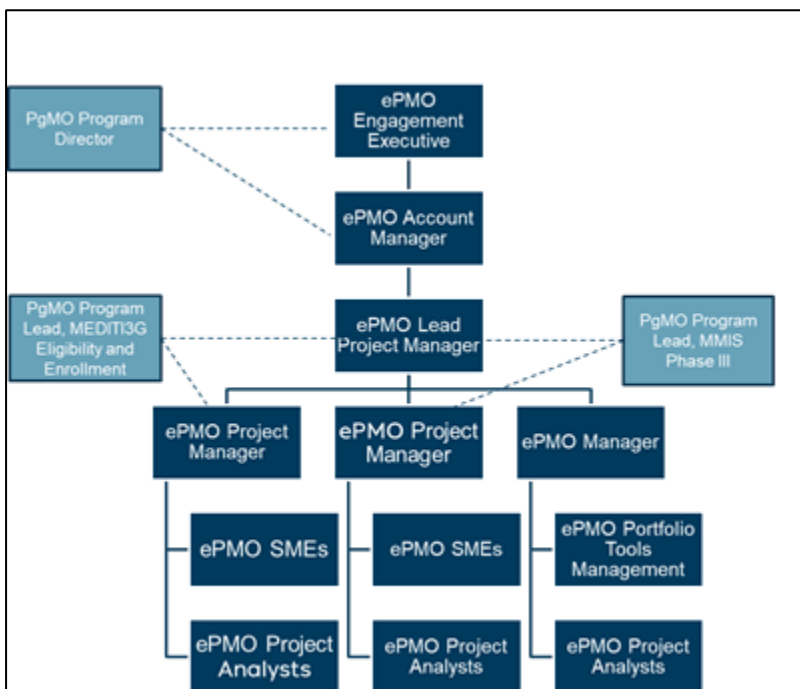 ePMO
Engagement
Executive
PgMO Program
Director
ePMO Account
Manager
PgMO Program
Lead, MEDITI3G
Eligibility and
Enrollment
ePMO Lead
Project Manager
PgMO Program
Lead, MMIS
Phase III
ePMO Project
Manager
ePMO Project
Manager
ePMO Manager
ePMO SMEs
ePMO SMEs
ePMO Portfolio
Tools
Management
ePMO Project
Analysts
ePMO Project
Analysts
ePMO Project
Analysts